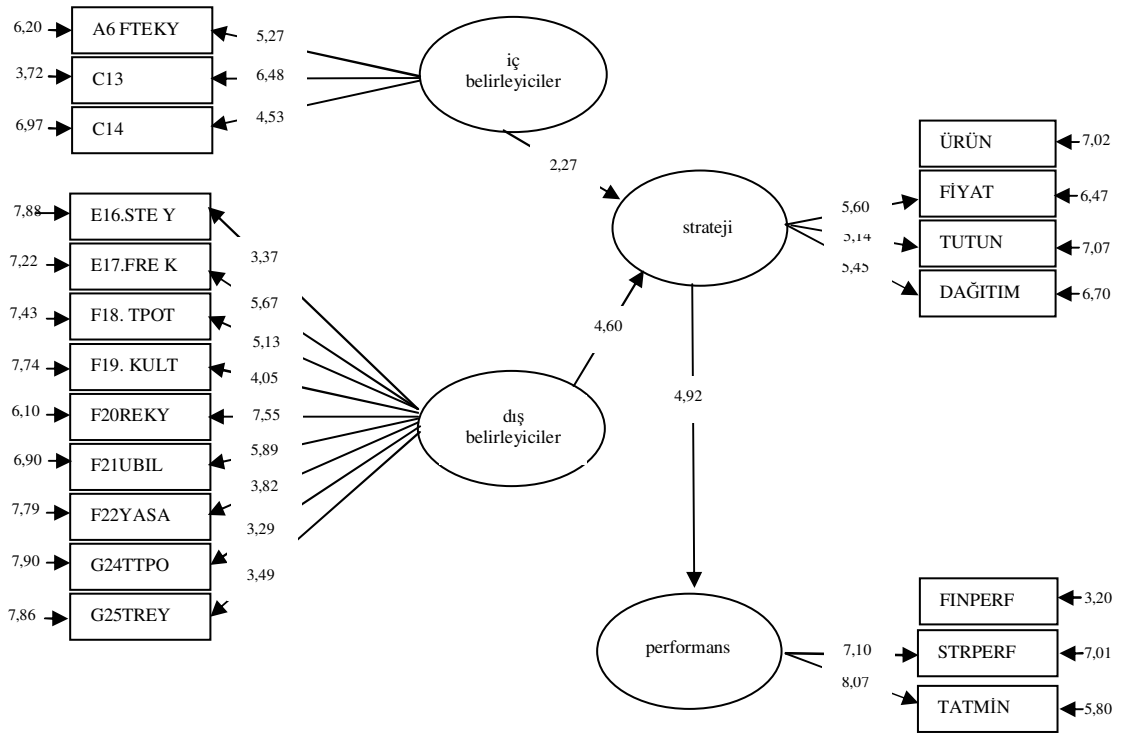 6,20
A6 FTEKY
5,27
3,72
C13
6,48
6,97
C14
4,53
iç
belirleyiciler
2,27
7,88
E16.STE Y
3,37
7,22
E17.FRE K
5,67
7,43
F18. TPOT
5,13
7,74
F19. KULT
4,05
6,10
F20REKY
7,55
6,90
F21UBIL
5,89
7,79
F22YASA
3,82
7,90
G24TTPO
3,29
7,86
G25TREY
3,49
dış
belirleyiciler
4,60
strateji
ÜRÜN
7,02
5,60
FİYAT
6,47
5,14
TUTUN
7,07
5,45
DAĞITIM
6,70
4,92
performans
FINPERF
3,20
7,10
STRPERF
7,01
8,07
TATMİN
5,80